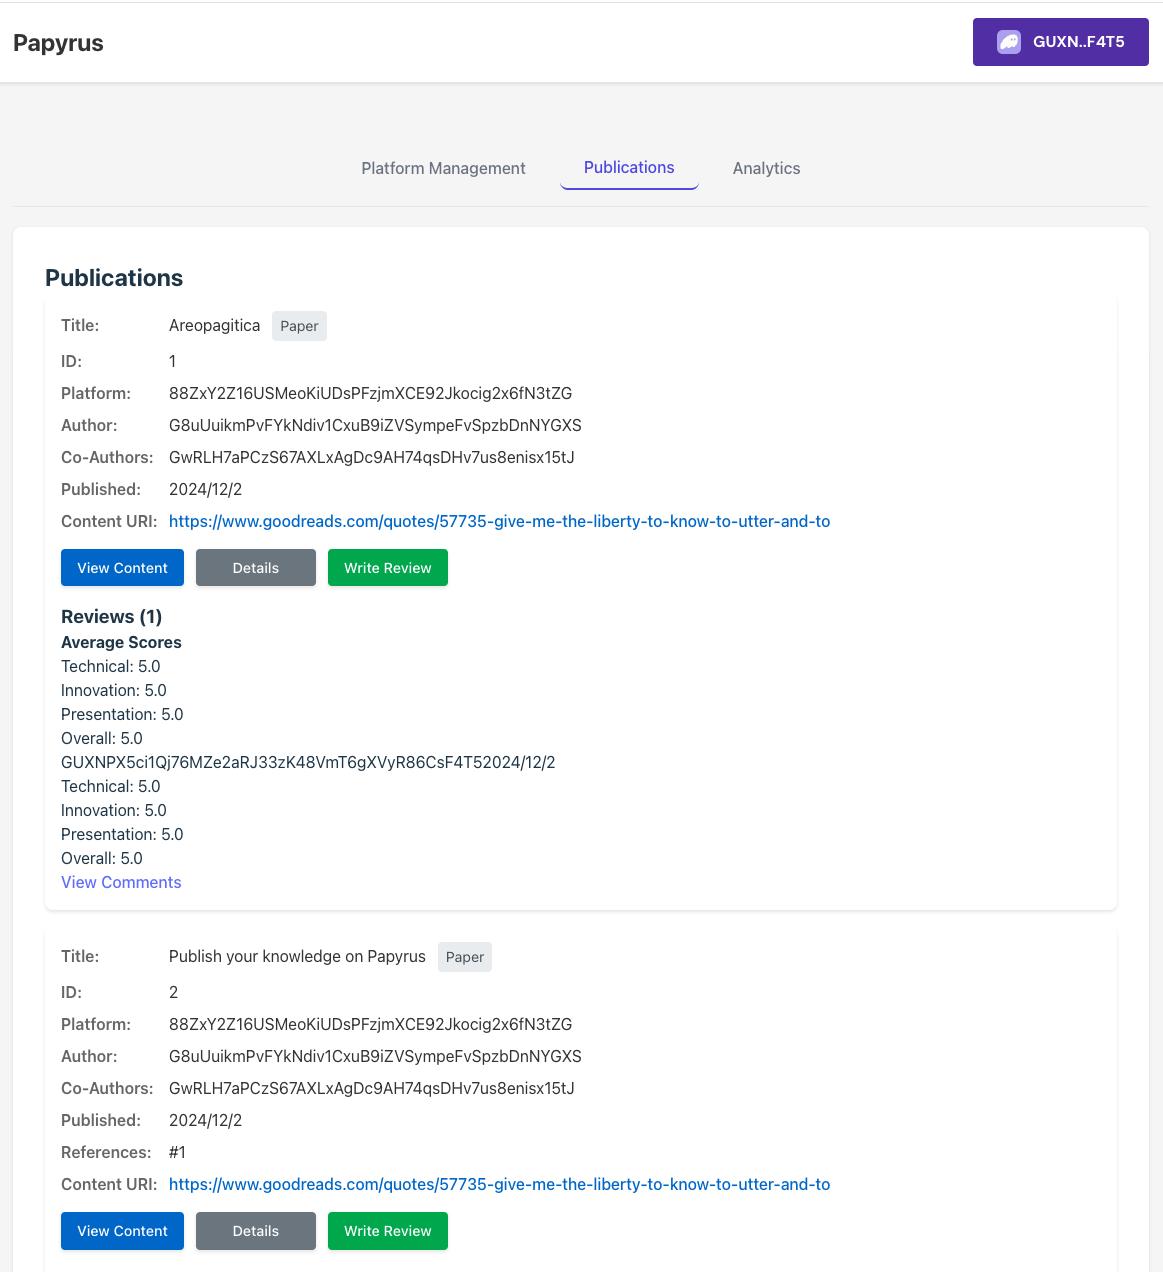 Papyrus
GUXN..F4T5
Platform Management Publications Analytics
Publications
Title: Areopagitica Paper
ID: 1
Platform: 88ZxY2Z16USMeoKiUDsPFzjmXCE92Jkocig2x6fN3tZG
Author: G8uUuikmPvFYkNdiv1CxuB9iZVSympeFvSpzbDnNYGXS
Co-Authors: GwRLH7aPCzS67AXLxAgDc9AH74qsDHv7us8enisx15tJ
Published: 2024/12/2
Content URI: https://www.goodreads.com/quotes/57735-give-me-the-liberty-to-know-to-utter-and-to
View Content Details Write Review
Reviews (1)
Average Scores
Technical: 5.0
Innovation: 5.0
Presentation: 5.0
Overall: 5.0
GUXNPX5ci1Qj76MZe2aRJ33zK48VmT6gXVyR86CsF4T52024/12/2
Technical: 5.0
Innovation: 5.0
Presentation: 5.0
Overall: 5.0
View Comments
Title: Publish your knowledge on Papyrus Paper
ID: 2
Platform: 88ZxY2Z16USMeoKiUDsPFzjmXCE92Jkocig2x6fN3tZG
Author: G8uUuikmPvFYkNdiv1CxuB9iZVSympeFvSpzbDnNYGXS
Co-Authors: GwRLH7aPCzS67AXLxAgDc9AH74qsDHv7us8enisx15tJ
Published: 2024/12/2
References: #1
Content URI: https://www.goodreads.com/quotes/57735-give-me-the-liberty-to-know-to-utter-and-to
View Content Details Write Review